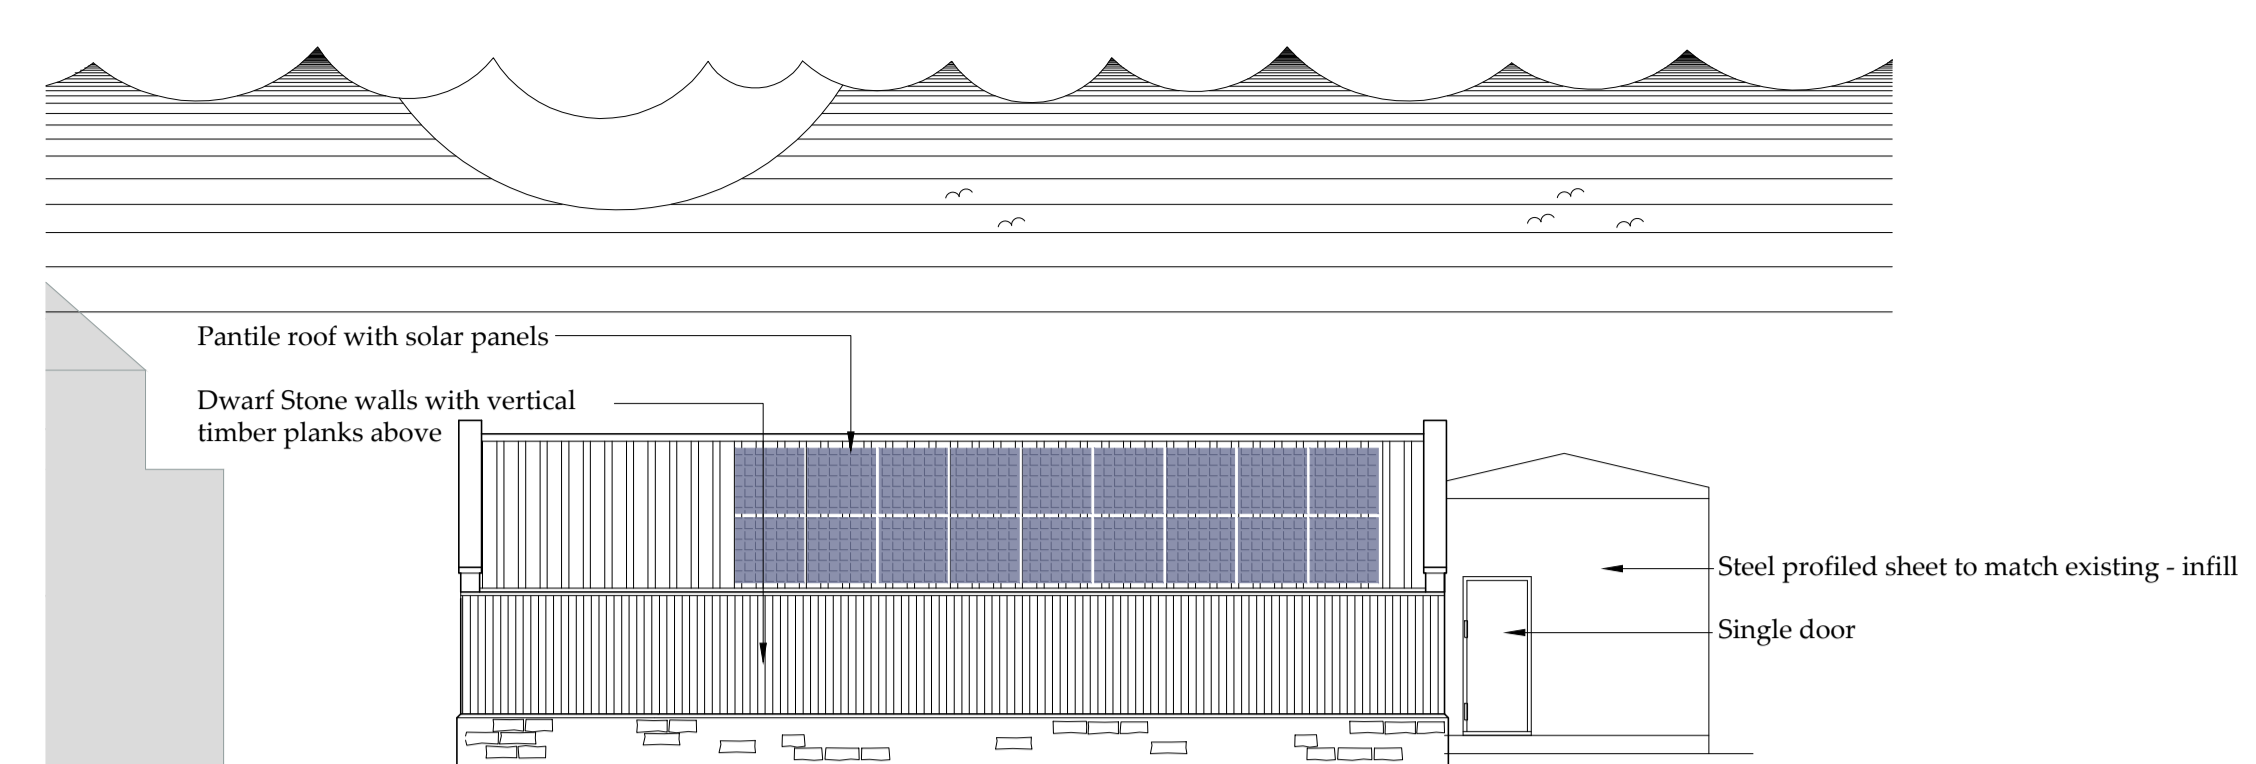 Pantile roof with solar panels
Dwarf Stone walls with vertical
timber planks above
Steel profiled sheet to match existing - infill
Single door